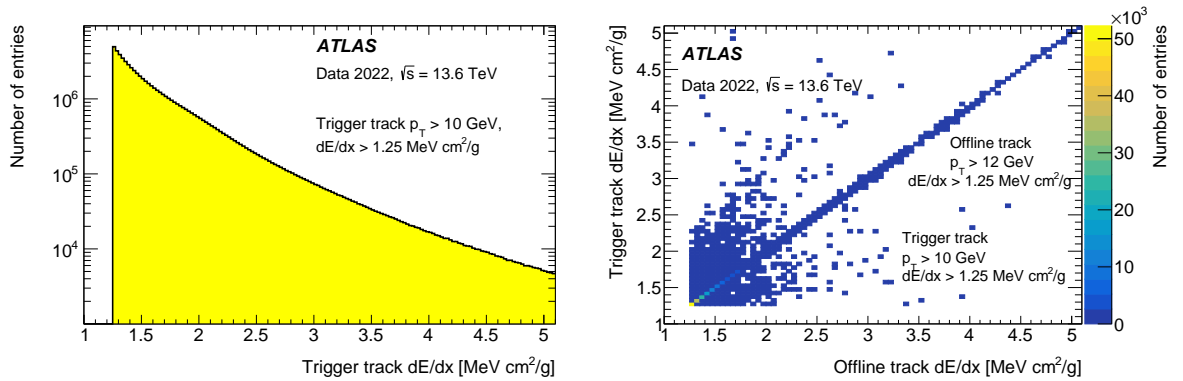 Number of entries
10⁶
10⁵
10⁴
ATLAS
Data 2022, √s = 13.6 TeV
Trigger track p_T > 10 GeV,
dE/dx > 1.25 MeV cm²/g
1 1.5 2 2.5 3 3.5 4 4.5 5
Trigger track dE/dx [MeV cm²/g]
Trigger track dE/dx [MeV cm²/g]
5
4.5
4
3.5
3
2.5
2
1.5
1
ATLAS
Data 2022, √s = 13.6 TeV
Offline track
p_T > 12 GeV
dE/dx > 1.25 MeV cm²/g
Trigger track
p_T > 10 GeV
dE/dx > 1.25 MeV cm²/g
1 1.5 2 2.5 3 3.5 4 4.5 5
Offline track dE/dx [MeV cm²/g]
×10³
50
40
30
20
10
0
Number of entries